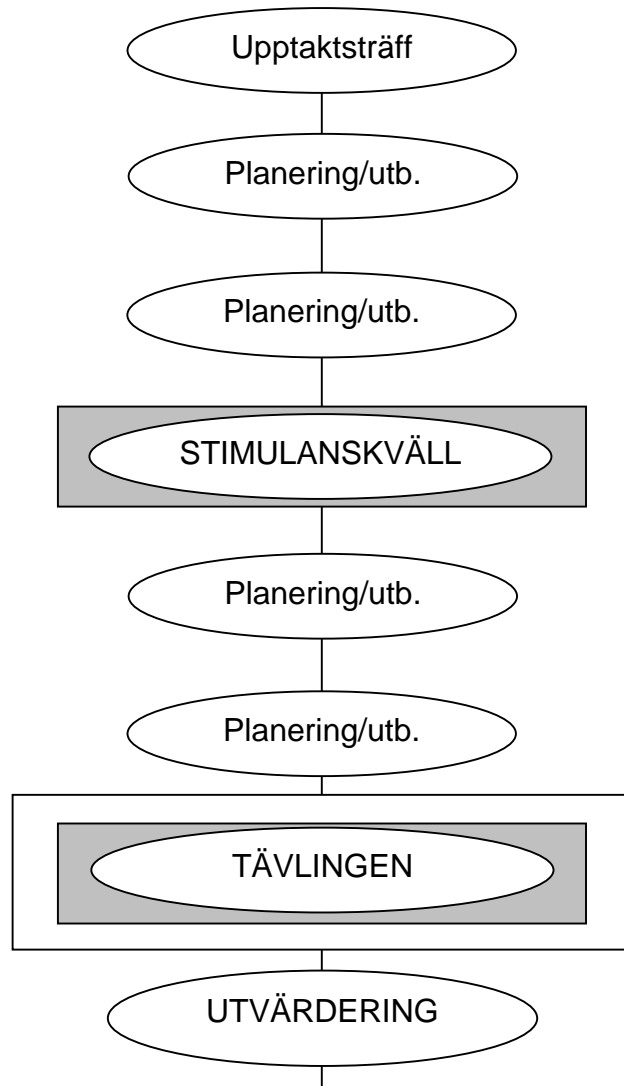 Upptaktsträff
Planering/utb.
Planering/utb.
STIMULANSKVÄLL
Planering/utb.
Planering/utb.
TÄVLINGEN
UTVÄRDERING